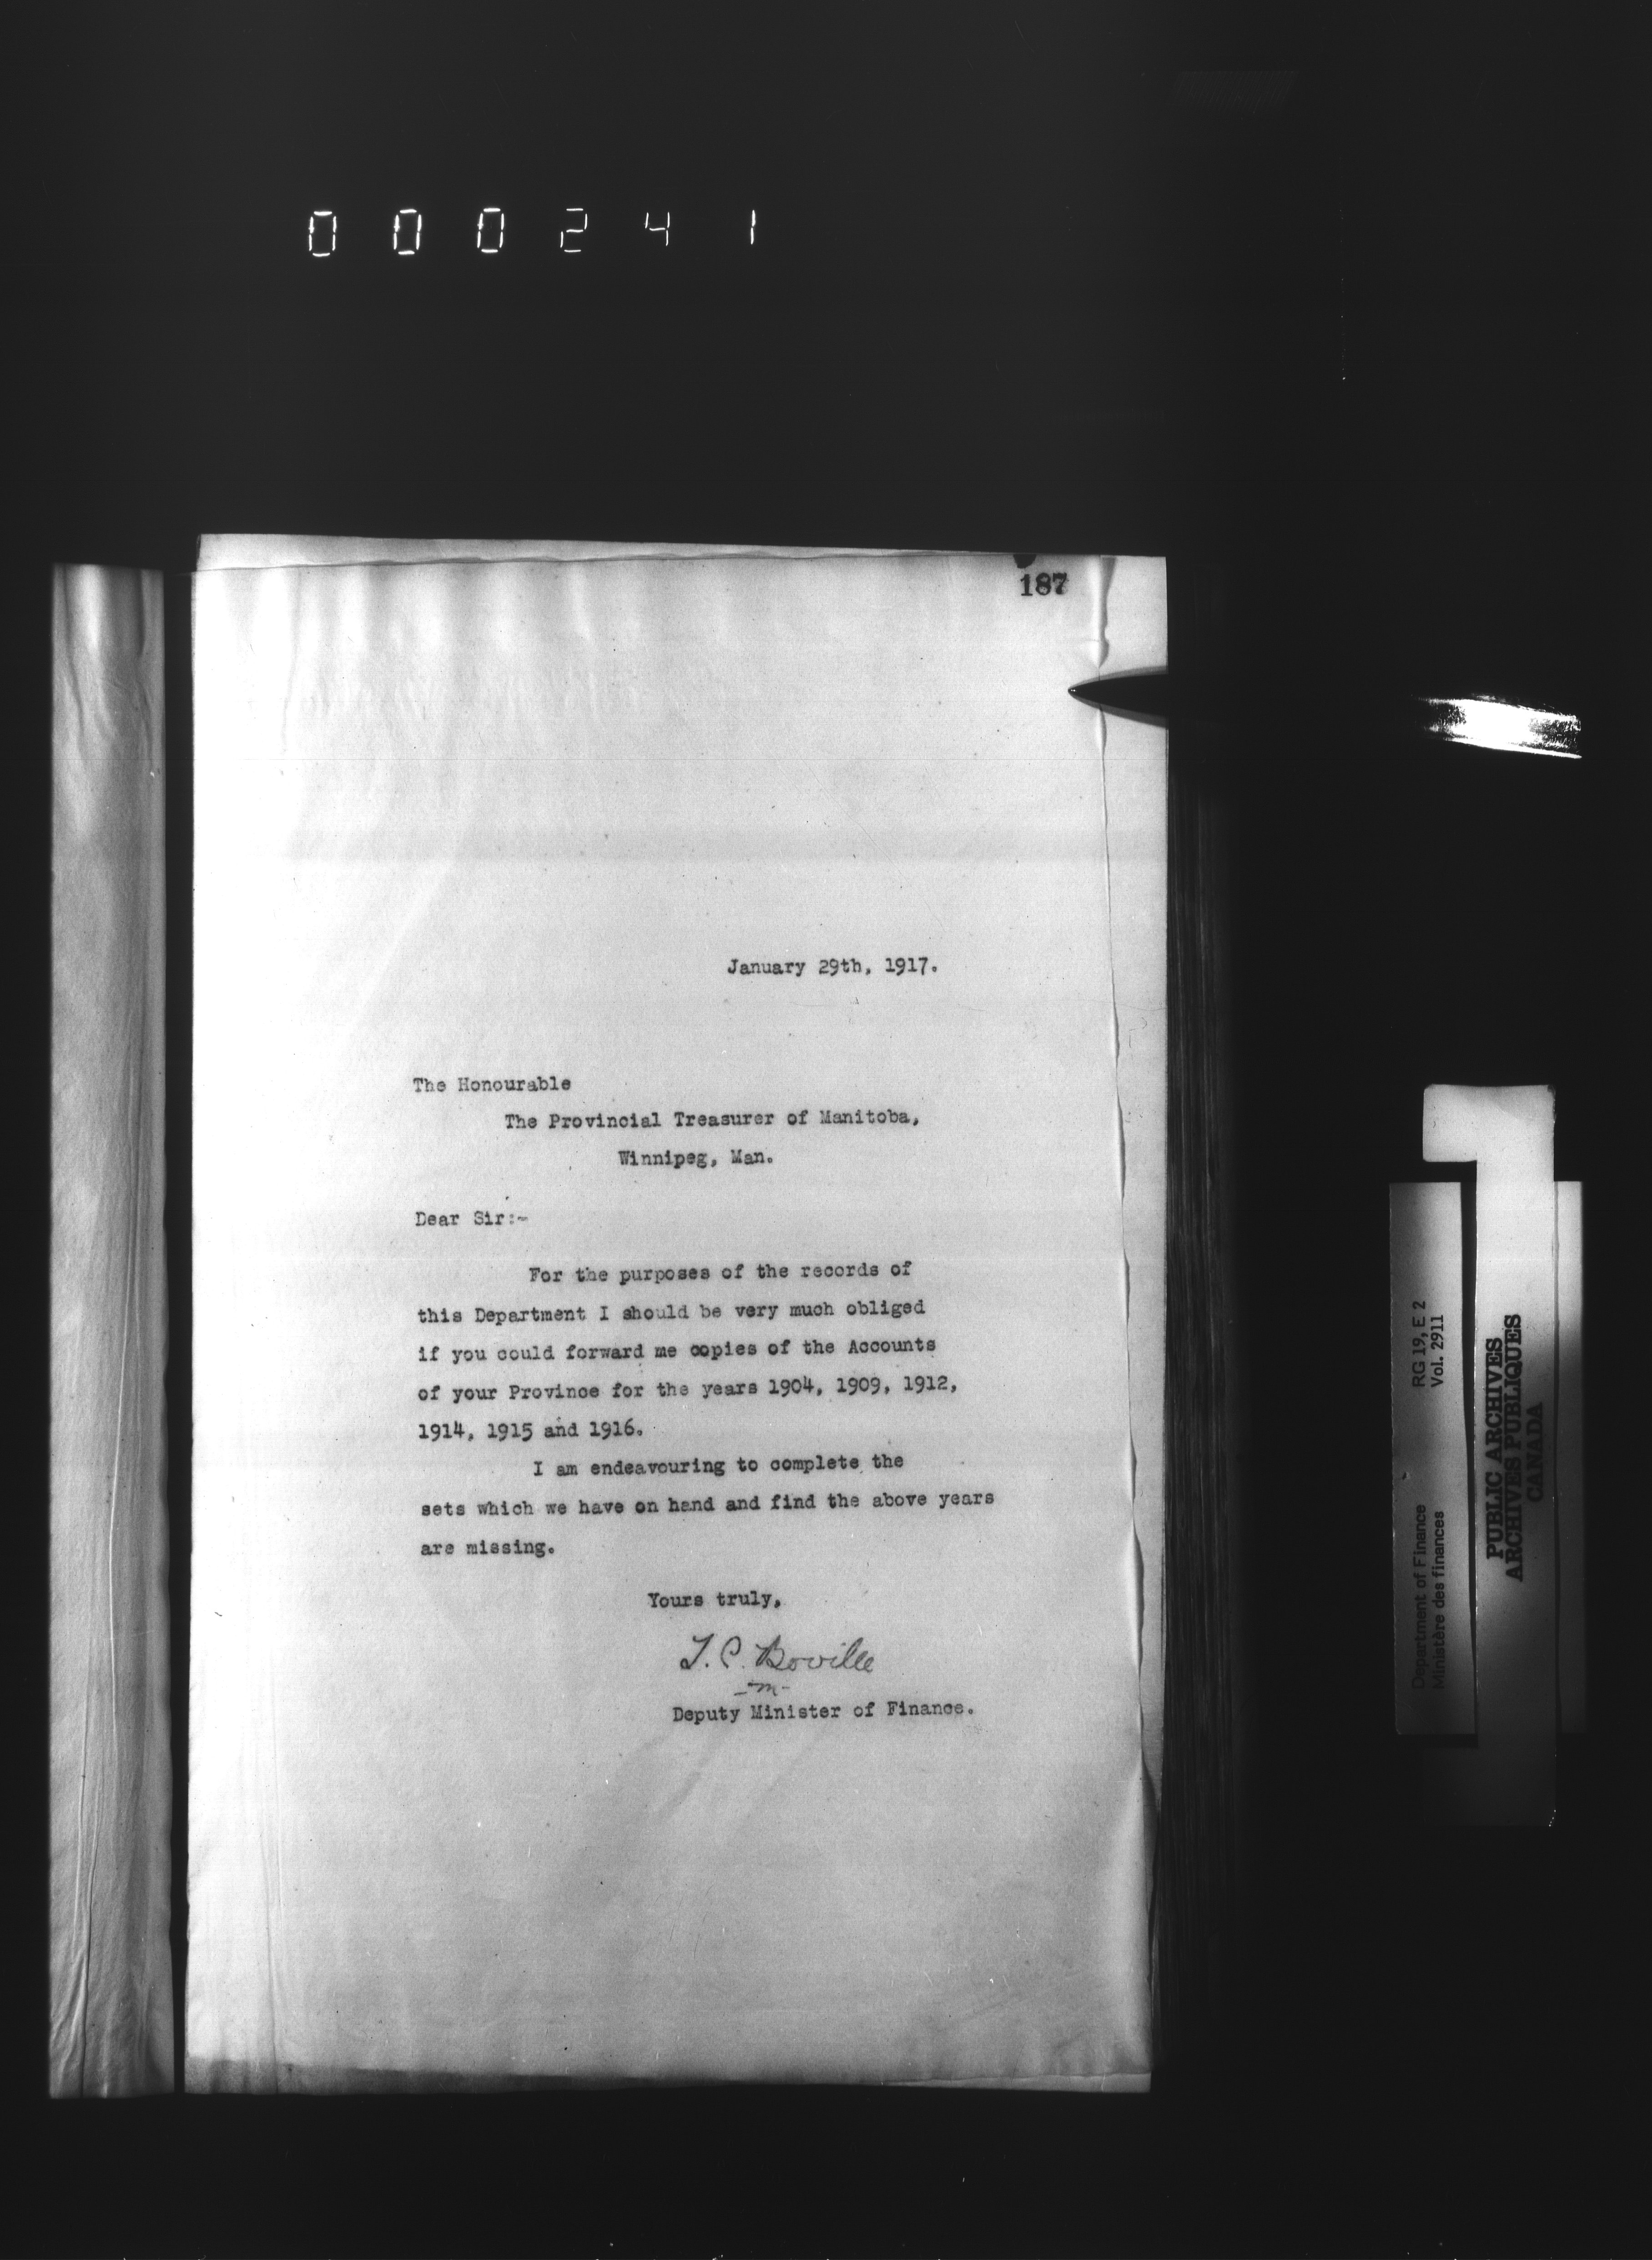 000241
187
January 29th, 1917.
The Honourable
The Provincial Treasurer of Manitoba,
Winnipeg, Man.
Dear Sir:-
For the purposes of the records of
this Department I should be very much obliged
if you could forward me copies of the Accounts
of your Province for the years 1904, 1909, 1912,
1914, 1915 and 1916.
I am endeavouring to complete the
sets which we have on hand and find the above years
are missing.
Yours truly,
T. C. Boville
-m-
Deputy Minister of Finance.
Department of Finance RG 19, E 2
Ministère des finances Vol. 2911
PUBLIC ARCHIVES
ARCHIVES PUBLIQUES
CANADA